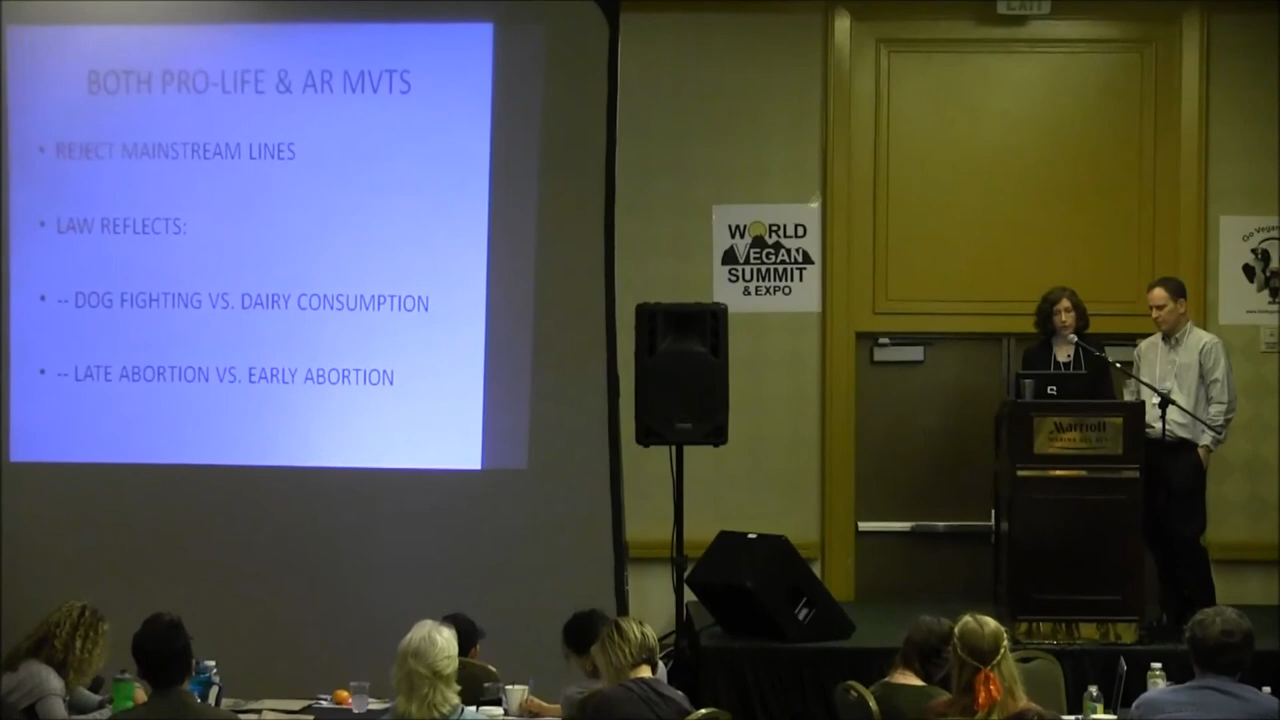 EXIT
BOTH PRO-LIFE & AR MVTS
• REJECT MAINSTREAM LINES
• LAW REFLECTS:
• -- DOG FIGHTING VS. DAIRY CONSUMPTION
• -- LATE ABORTION VS. EARLY ABORTION
WORLD
VEGAN
SUMMIT
& EXPO
Go Vegan
Marriott